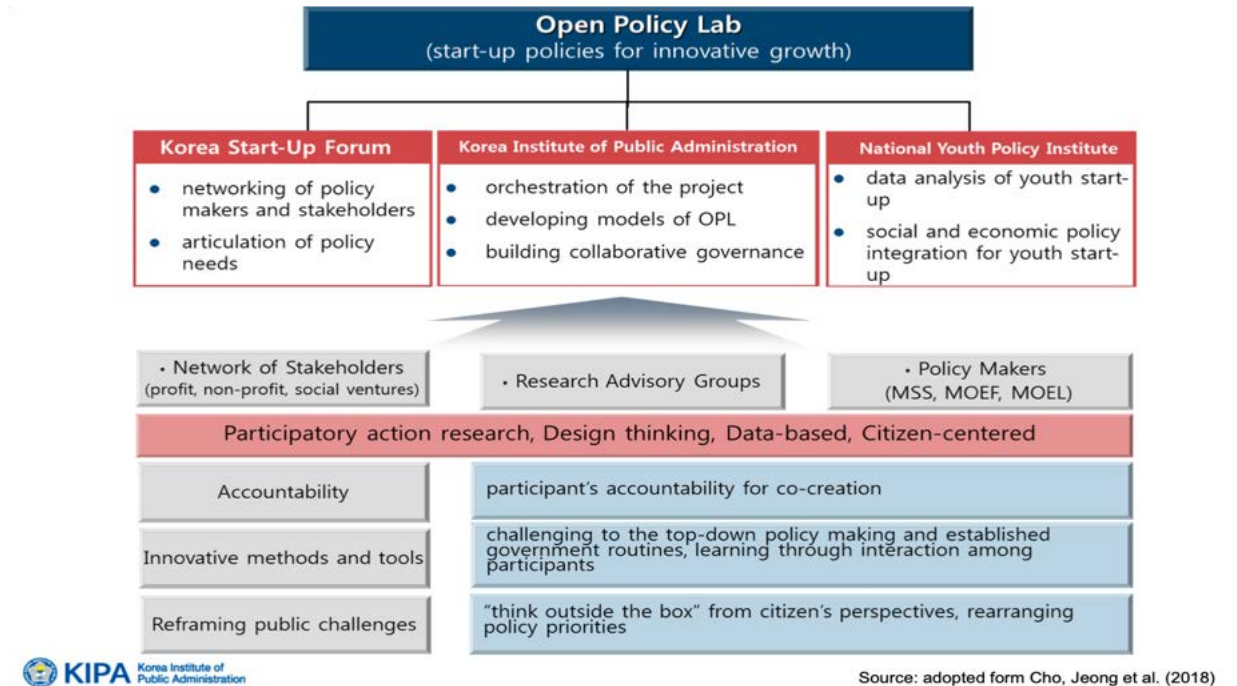 Open Policy Lab
(start-up policies for innovative growth)
Korea Start-Up Forum
• networking of policy
makers and stakeholders
• articulation of policy
needs
Korea Institute of Public Administration
• orchestration of the project
• developing models of OPL
• building collaborative governance
National Youth Policy Institute
• data analysis of youth start-
up
• social and economic policy
integration for youth start-
up
· Network of Stakeholders
(profit, non-profit, social ventures)
· Research Advisory Groups
· Policy Makers
(MSS, MOEF, MOEL)
Participatory action research, Design thinking, Data-based, Citizen-centered
Accountability
participant's accountability for co-creation
Innovative methods and tools
challenging to the top-down policy making and established
government routines, learning through interaction among
participants
Reframing public challenges
"think outside the box" from citizen's perspectives, rearranging
policy priorities
KIPA
Korea Institute of
Public Administration
Source: adopted form Cho, Jeong et al. (2018)